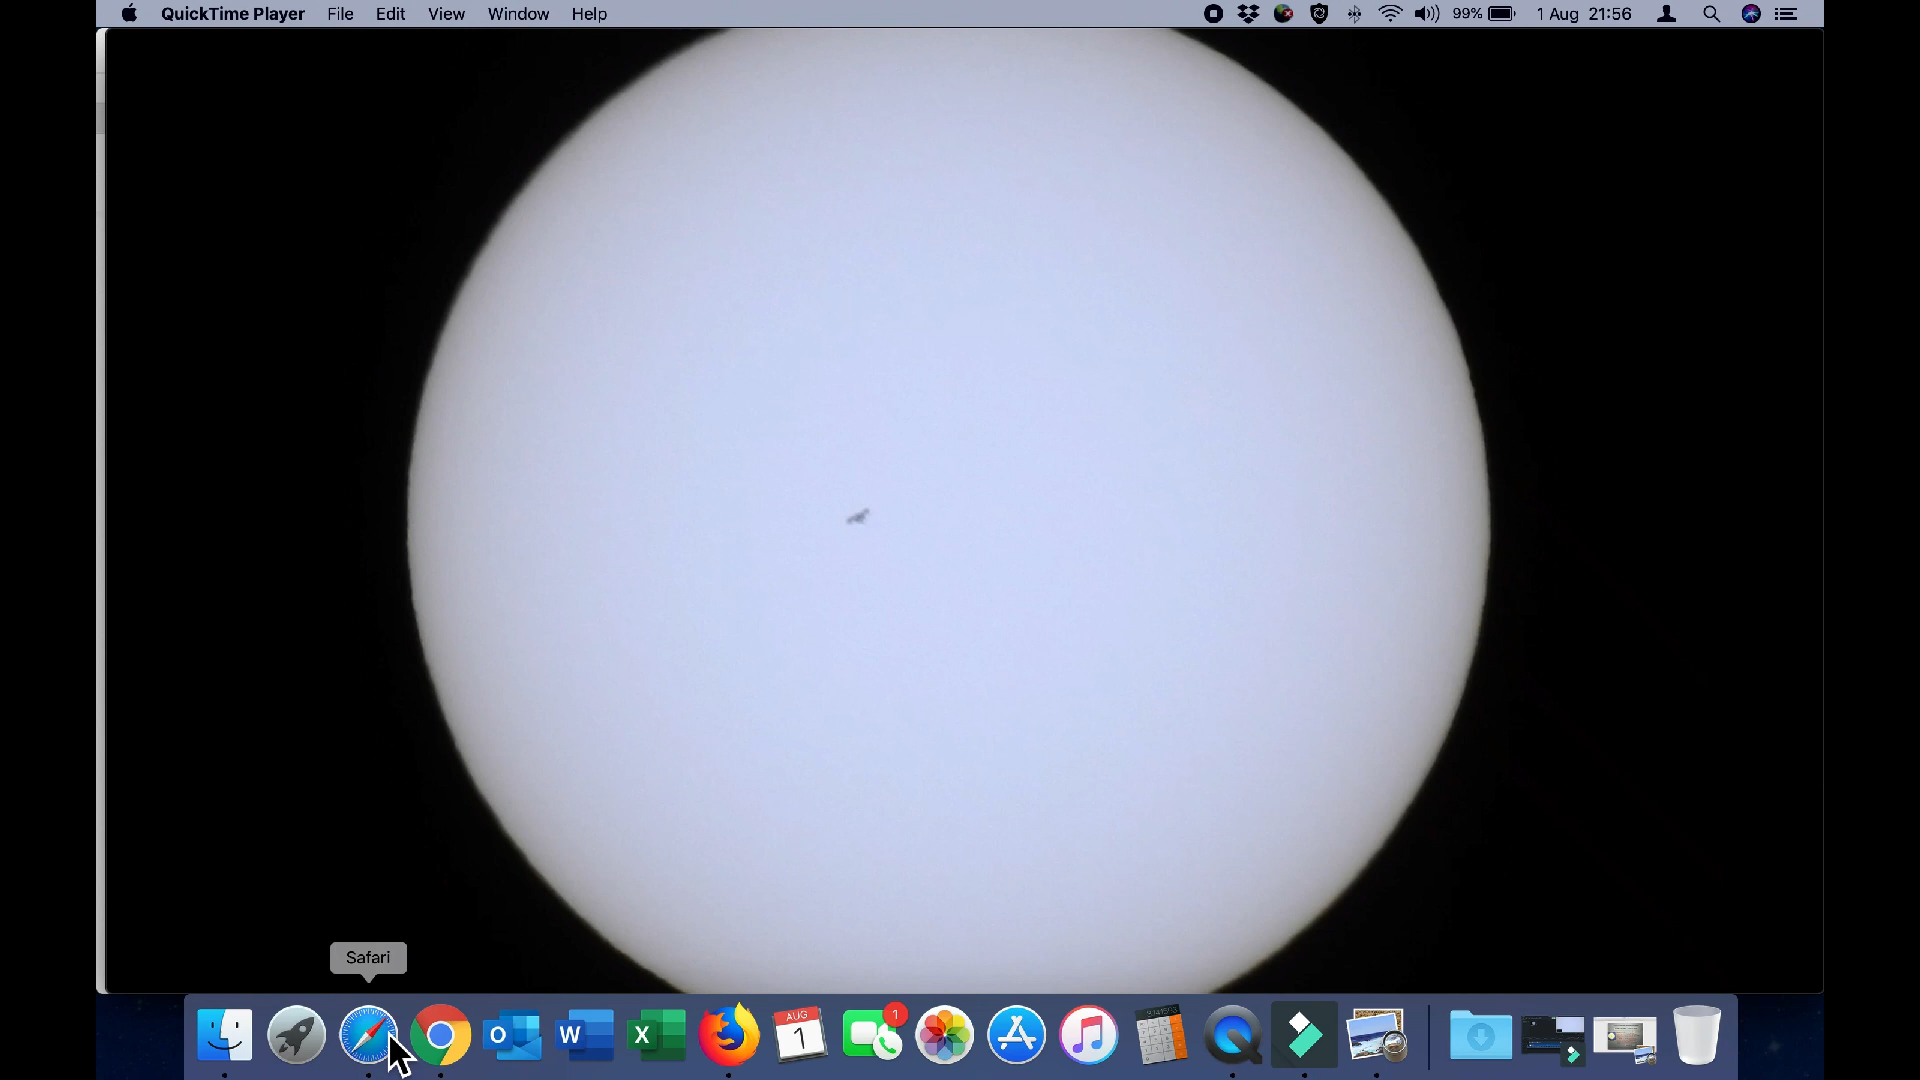 QuickTime Player File Edit View Window Help 99% 1 Aug 21:56
Safari
O W X AUG 1 1